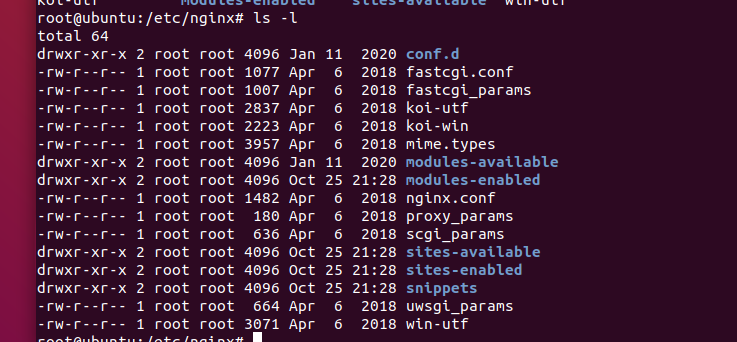 koi-utf modules-enabled sites-available win-utf
root@ubuntu:/etc/nginx# ls -l
total 64
drwxr-xr-x 2 root root 4096 Jan 11  2020 conf.d
-rw-r--r-- 1 root root 1077 Apr  6  2018 fastcgi.conf
-rw-r--r-- 1 root root 1007 Apr  6  2018 fastcgi_params
-rw-r--r-- 1 root root 2837 Apr  6  2018 koi-utf
-rw-r--r-- 1 root root 2223 Apr  6  2018 koi-win
-rw-r--r-- 1 root root 3957 Apr  6  2018 mime.types
drwxr-xr-x 2 root root 4096 Jan 11  2020 modules-available
drwxr-xr-x 2 root root 4096 Oct 25 21:28 modules-enabled
-rw-r--r-- 1 root root 1482 Apr  6  2018 nginx.conf
-rw-r--r-- 1 root root  180 Apr  6  2018 proxy_params
-rw-r--r-- 1 root root  636 Apr  6  2018 scgi_params
drwxr-xr-x 2 root root 4096 Oct 25 21:28 sites-available
drwxr-xr-x 2 root root 4096 Oct 25 21:28 sites-enabled
drwxr-xr-x 2 root root 4096 Oct 25 21:28 snippets
-rw-r--r-- 1 root root  664 Apr  6  2018 uwsgi_params
-rw-r--r-- 1 root root 3071 Apr  6  2018 win-utf
root@ubuntu:/etc/nginx#